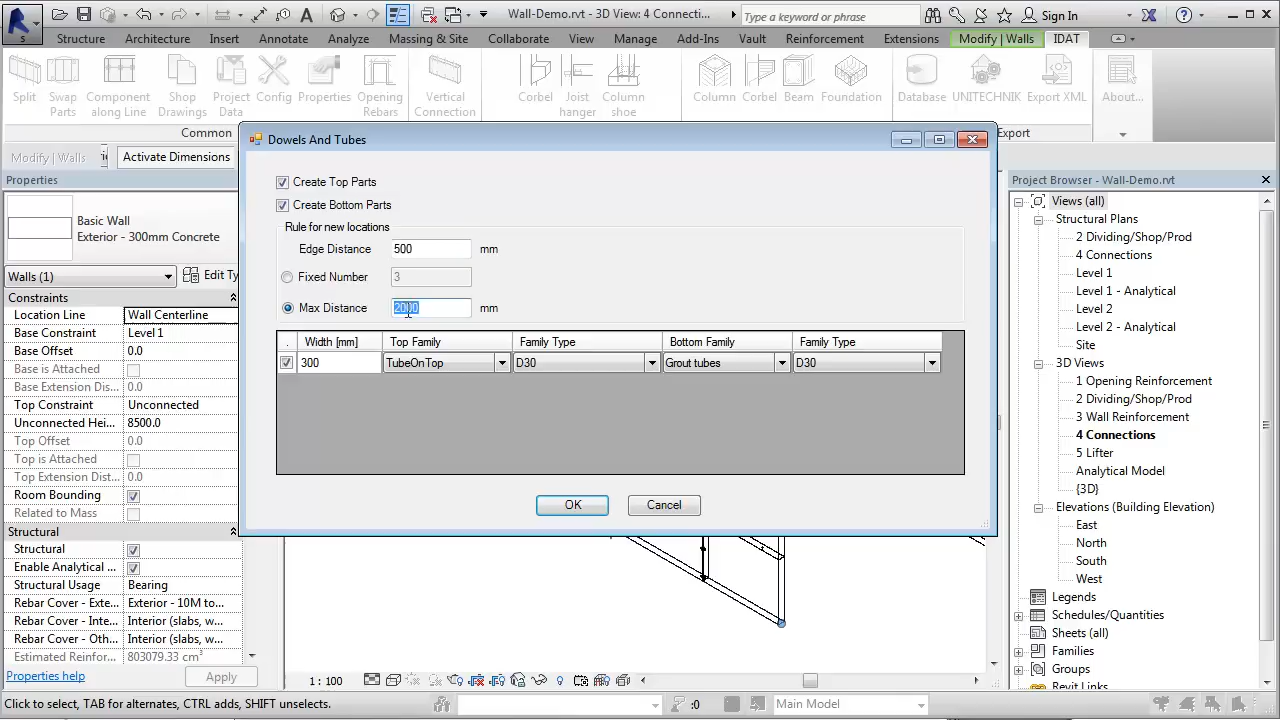 Wall-Demo.rvt - 3D View: 4 Connecti...
Type a keyword or phrase
Sign In
Structure
Architecture
Insert
Annotate
Analyze
Massing & Site
Collaborate
View
Manage
Add-Ins
Vault
Reinforcement
Extensions
Modify | Walls
IDAT
Split
Swap
Parts
Component
along Line
Shop
Drawings
Project
Data
Config
Properties
Opening
Rebars
Vertical
Connection
Corbel
Joist
hanger
Column
shoe
Column
Corbel
Beam
Foundation
Database
UNITECHNIK
Export XML
About...
Common
Export
Modify | Walls
Activate Dimensions
Properties
Basic Wall
Exterior - 300mm Concrete
Walls (1)
Edit Ty
Constraints
Location Line Wall Centerline
Base Constraint Level 1
Base Offset 0.0
Base is Attached
Base Extension Dist... 0.0
Top Constraint Unconnected
Unconnected Hei... 8500.0
Top Offset 0.0
Top is Attached
Top Extension Dist... 0.0
Room Bounding
Related to Mass
Structural
Structural
Enable Analytical ...
Structural Usage Bearing
Rebar Cover - Exte... Exterior - 10M to...
Rebar Cover - Inte... Interior (slabs, w...
Rebar Cover - Oth... Interior (slabs, w...
Estimated Reinfor... 803079.33 cm³
Properties help
Apply
Dowels And Tubes
Create Top Parts
Create Bottom Parts
Rule for new locations
Edge Distance 500 mm
Fixed Number 3
Max Distance 2000 mm
. Width [mm] Top Family Family Type Bottom Family Family Type
300 TubeOnTop D30 Grout tubes D30
OK
Cancel
Project Browser - Wall-Demo.rvt
Views (all)
Structural Plans
2 Dividing/Shop/Prod
4 Connections
Level 1
Level 1 - Analytical
Level 2
Level 2 - Analytical
Site
3D Views
1 Opening Reinforcement
2 Dividing/Shop/Prod
3 Wall Reinforcement
4 Connections
5 Lifter
Analytical Model
{3D}
Elevations (Building Elevation)
East
North
South
West
Legends
Schedules/Quantities
Sheets (all)
Families
Groups
Revit Links
1 : 100
Click to select, TAB for alternates, CTRL adds, SHIFT unselects.
:0
Main Model